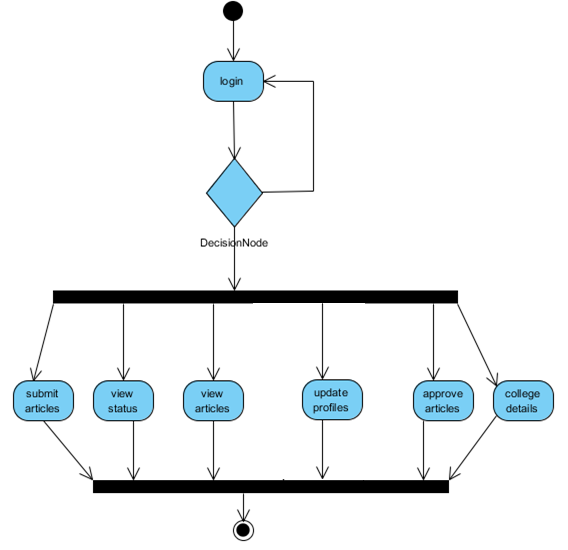 login
DecisionNode
submit
articles
view
status
view
articles
update
profiles
approve
articles
college
details